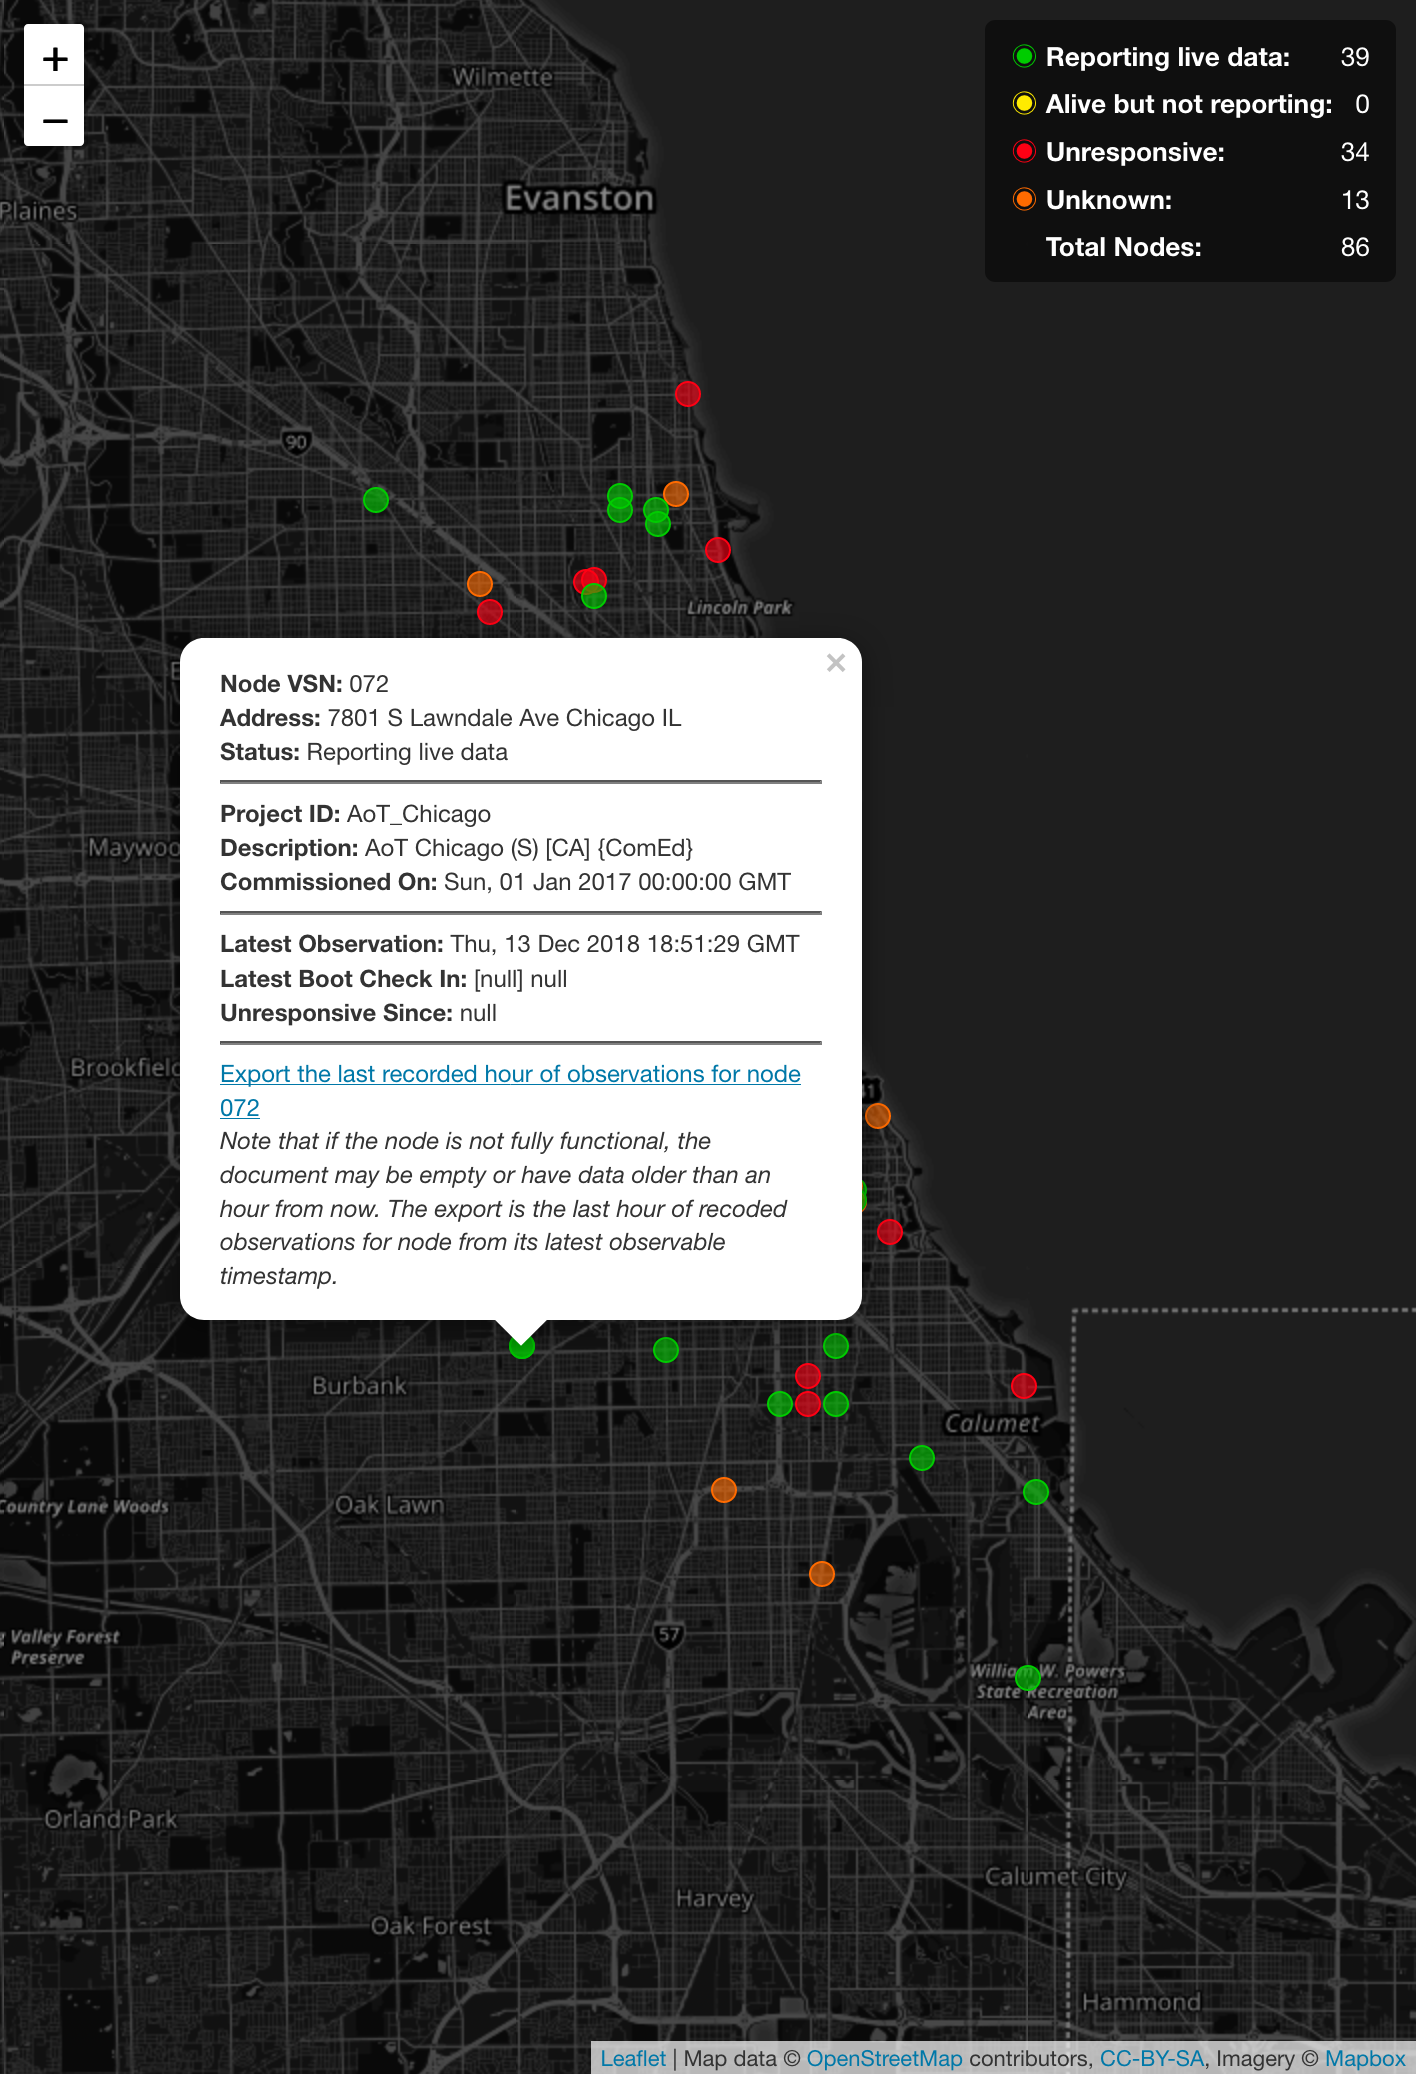 +
−
Wilmette
Evanston
Plaines
Reporting live data: 39
Alive but not reporting: 0
Unresponsive: 34
Unknown: 13
Total Nodes: 86
90
Lincoln Park
×
Node VSN: 072
Address: 7801 S Lawndale Ave Chicago IL
Status: Reporting live data
Project ID: AoT_Chicago
Description: AoT Chicago (S) [CA] {ComEd}
Commissioned On: Sun, 01 Jan 2017 00:00:00 GMT
Latest Observation: Thu, 13 Dec 2018 18:51:29 GMT
Latest Boot Check In: [null] null
Unresponsive Since: null
Export the last recorded hour of observations for node
072
Note that if the node is not fully functional, the
document may be empty or have data older than an
hour from now. The export is the last hour of recoded
observations for node from its latest observable
timestamp.
Maywoo
Brookfiel
Burbank
Calumet
Country Lane Woods
Oak Lawn
Valley Forest
Preserve
57
William W. Powers
State Recreation
Area
Orland Park
Calumet City
Harvey
Oak Forest
Hammond
Leaflet | Map data © OpenStreetMap contributors, CC-BY-SA, Imagery © Mapbox